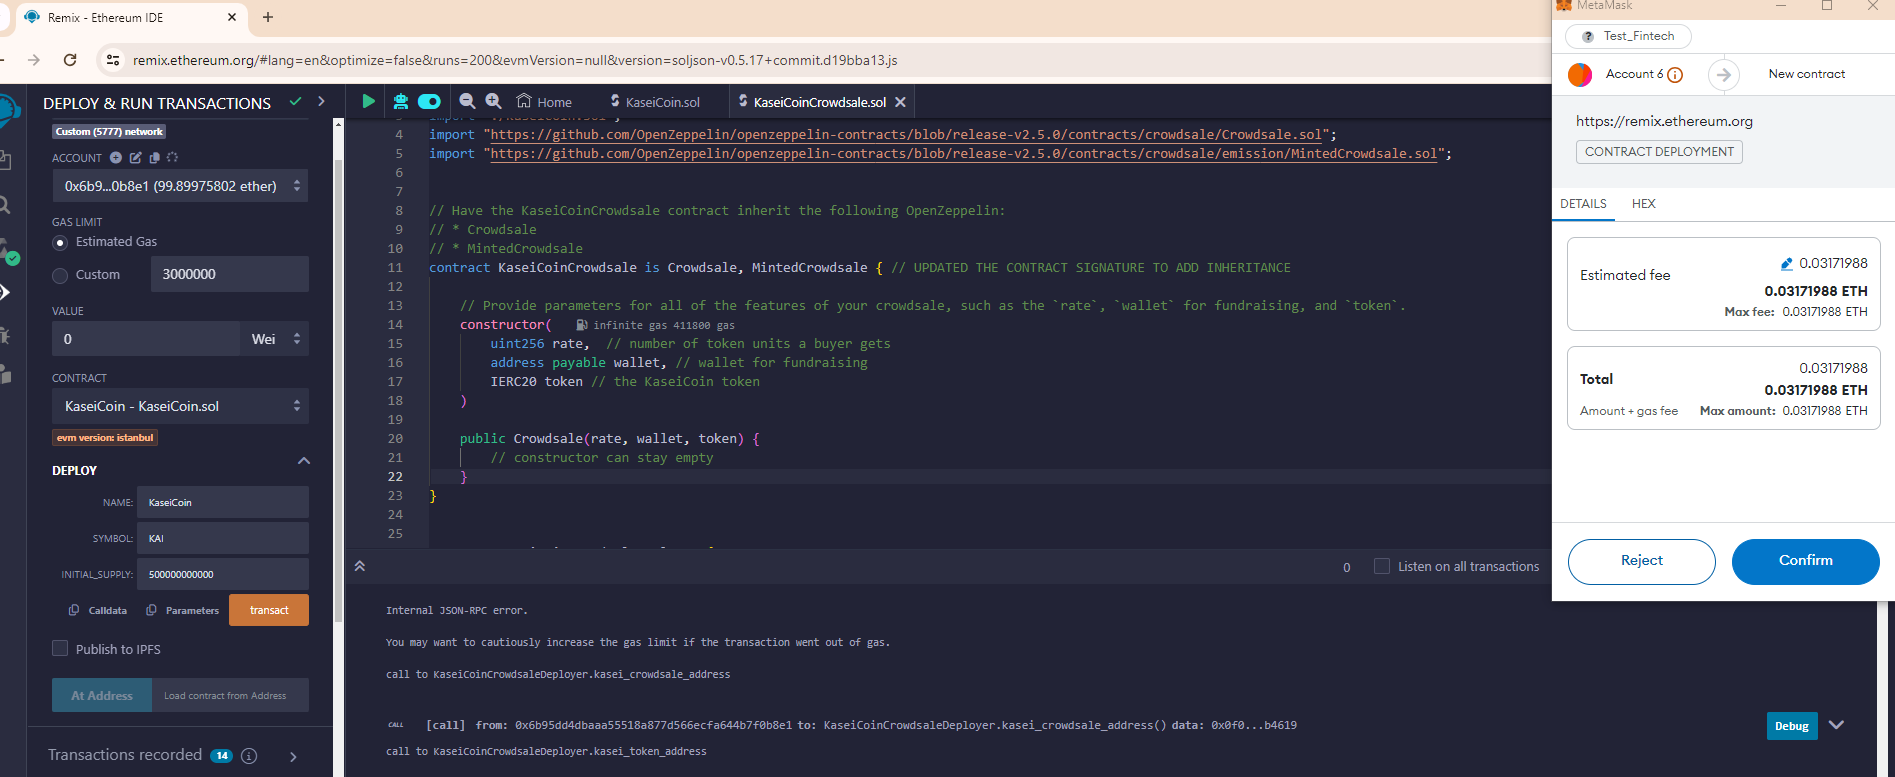 Remix - Ethereum IDE
remix.ethereum.org/#lang=en&optimize=false&runs=200&evmVersion=null&version=soljson-v0.5.17+commit.d19bba13.js
DEPLOY & RUN TRANSACTIONS
Custom (5777) network
ACCOUNT
0x6b9...0b8e1 (99.89975802 ether)
GAS LIMIT
Estimated Gas
Custom
3000000
VALUE
0
Wei
CONTRACT
KaseiCoin - KaseiCoin.sol
evm version: istanbul
DEPLOY
NAME: KaseiCoin
SYMBOL: KAI
INITIAL_SUPPLY: 500000000000
Calldata
Parameters
transact
Publish to IPFS
At Address
Load contract from Address
Transactions recorded 14
Home
KaseiCoin.sol
KaseiCoinCrowdsale.sol
4 import "https://github.com/OpenZeppelin/openzeppelin-contracts/blob/release-v2.5.0/contracts/crowdsale/Crowdsale.sol";
5 import "https://github.com/OpenZeppelin/openzeppelin-contracts/blob/release-v2.5.0/contracts/crowdsale/emission/MintedCrowdsale.sol";
6
7
8 // Have the KaseiCoinCrowdsale contract inherit the following OpenZeppelin:
9 // * Crowdsale
10 // * MintedCrowdsale
11 contract KaseiCoinCrowdsale is Crowdsale, MintedCrowdsale { // UPDATED THE CONTRACT SIGNATURE TO ADD INHERITANCE
12
13 // Provide parameters for all of the features of your crowdsale, such as the `rate`, `wallet` for fundraising, and `token`.
14 constructor( infinite gas 411800 gas
15 uint256 rate, // number of token units a buyer gets
16 address payable wallet, // wallet for fundraising
17 IERC20 token // the KaseiCoin token
18 )
19
20 public Crowdsale(rate, wallet, token) {
21 // constructor can stay empty
22 }
23 }
24
25
0
Listen on all transactions
Internal JSON-RPC error.
You may want to cautiously increase the gas limit if the transaction went out of gas.
call to KaseiCoinCrowdsaleDeployer.kasei_crowdsale_address
CALL [call] from: 0x6b95dd4dbaaa55518a877d566ecfa644b7f0b8e1 to: KaseiCoinCrowdsaleDeployer.kasei_crowdsale_address() data: 0x0f0...b4619
Debug
call to KaseiCoinCrowdsaleDeployer.kasei_token_address
MetaMask
Test_Fintech
Account 6
New contract
https://remix.ethereum.org
CONTRACT DEPLOYMENT
DETAILS
HEX
Estimated fee
0.03171988
0.03171988 ETH
Max fee: 0.03171988 ETH
Total
0.03171988
0.03171988 ETH
Amount + gas fee
Max amount: 0.03171988 ETH
Reject
Confirm